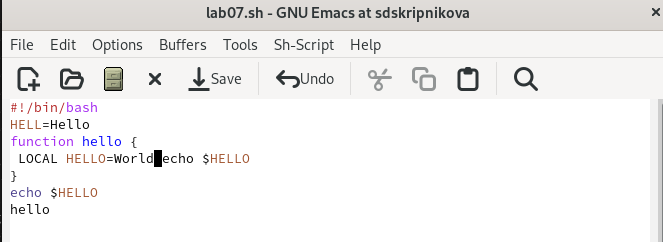 lab07.sh - GNU Emacs at sdskripnikova
File Edit Options Buffers Tools Sh-Script Help
Save Undo
#!/bin/bash
HELL=Hello
function hello {
LOCAL HELLO=World echo $HELLO
}
echo $HELLO
hello